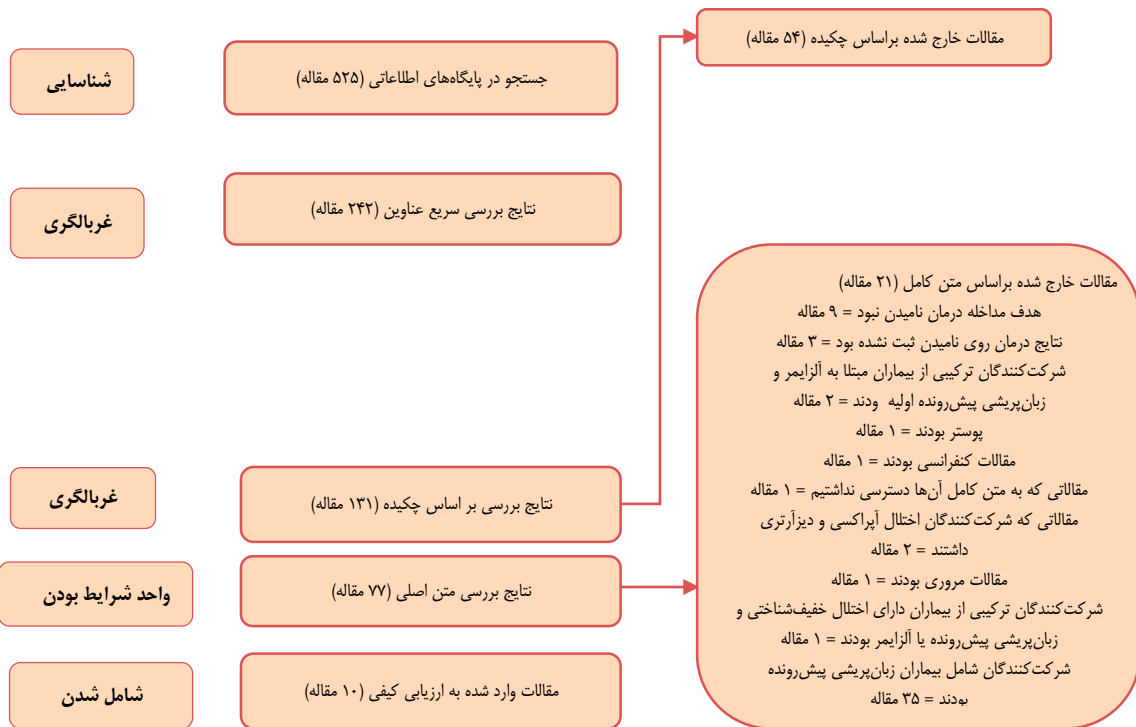 مقالات خارج شده براساس چکیده (۵۴ مقاله)
شناسایی
جستجو در پایگاه‌های اطلاعاتی (۵۲۵ مقاله)
غربالگری
نتایج بررسی سریع عناوین (۲۴۲ مقاله)
غربالگری
نتایج بررسی بر اساس چکیده (۱۳۱ مقاله)
واحد شرایط بودن
نتایج بررسی متن اصلی (۷۷ مقاله)
مقالات خارج شده براساس متن کامل (۲۱ مقاله)
هدف مداخله درمان نامیدن نبود = ۹ مقاله
نتایج درمان روی نامیدن ثبت نشده بود = ۳ مقاله
شرکت‌کنندگان ترکیبی از بیماران مبتلا به آلزایمر و
زبان‌پریشی پیش‌رونده اولیه ودند = ۲ مقاله
پوستر بودند = ۱ مقاله
مقالات کنفرانسی بودند = ۱ مقاله
مقالاتی که به متن کامل آن‌ها دسترسی نداشتیم = ۱ مقاله
مقالاتی که شرکت‌کنندگان اختلال آپراکسی و دیزآرتری
داشتند = ۲ مقاله
مقالات مروری بودند = ۱ مقاله
شرکت‌کنندگان ترکیبی از بیماران دارای اختلال خفیف‌شناختی و
زبان‌پریشی پیش‌رونده یا آلزایمر بودند = ۱ مقاله
شرکت‌کنندگان شامل بیماران زبان‌پریشی پیش‌رونده
بودند = ۳۵ مقاله
شامل شدن
مقالات وارد شده به ارزیابی کیفی (۱۰ مقاله)